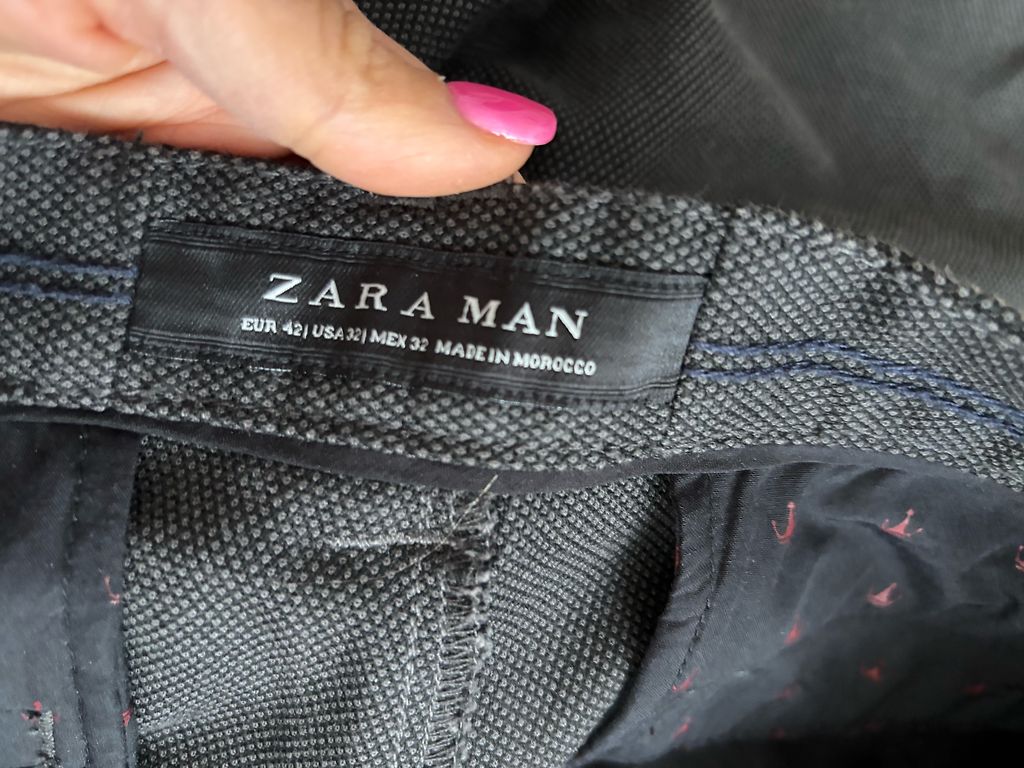 ZARA MAN
EUR 42| USA 32| MEX 32 MADE IN MOROCCO